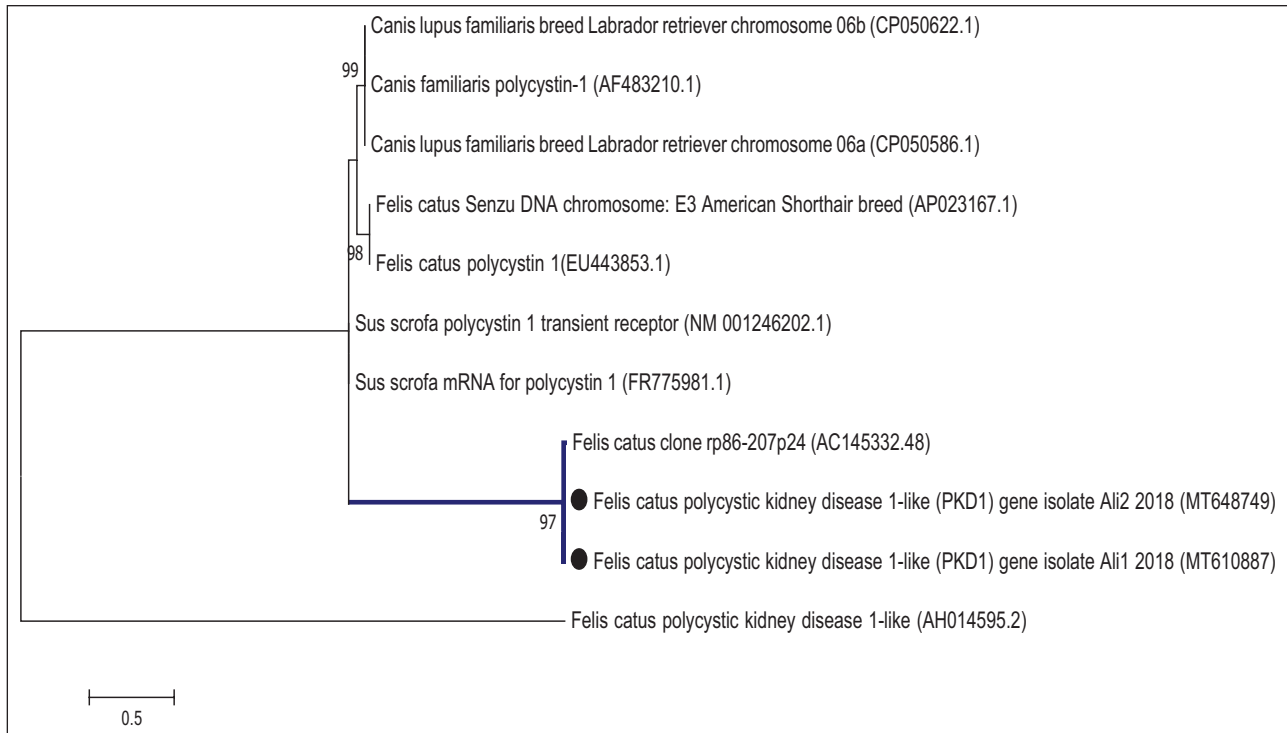 Canis lupus familiaris breed Labrador retriever chromosome 06b (CP050622.1)
99
Canis familiaris polycystin-1 (AF483210.1)
Canis lupus familiaris breed Labrador retriever chromosome 06a (CP050586.1)
Felis catus Senzu DNA chromosome: E3 American Shorthair breed (AP023167.1)
98
Felis catus polycystin 1(EU443853.1)
Sus scrofa polycystin 1 transient receptor (NM 001246202.1)
Sus scrofa mRNA for polycystin 1 (FR775981.1)
Felis catus clone rp86-207p24 (AC145332.48)
Felis catus polycystic kidney disease 1-like (PKD1) gene isolate Ali2 2018 (MT648749)
97
Felis catus polycystic kidney disease 1-like (PKD1) gene isolate Ali1 2018 (MT610887)
Felis catus polycystic kidney disease 1-like (AH014595.2)
0.5